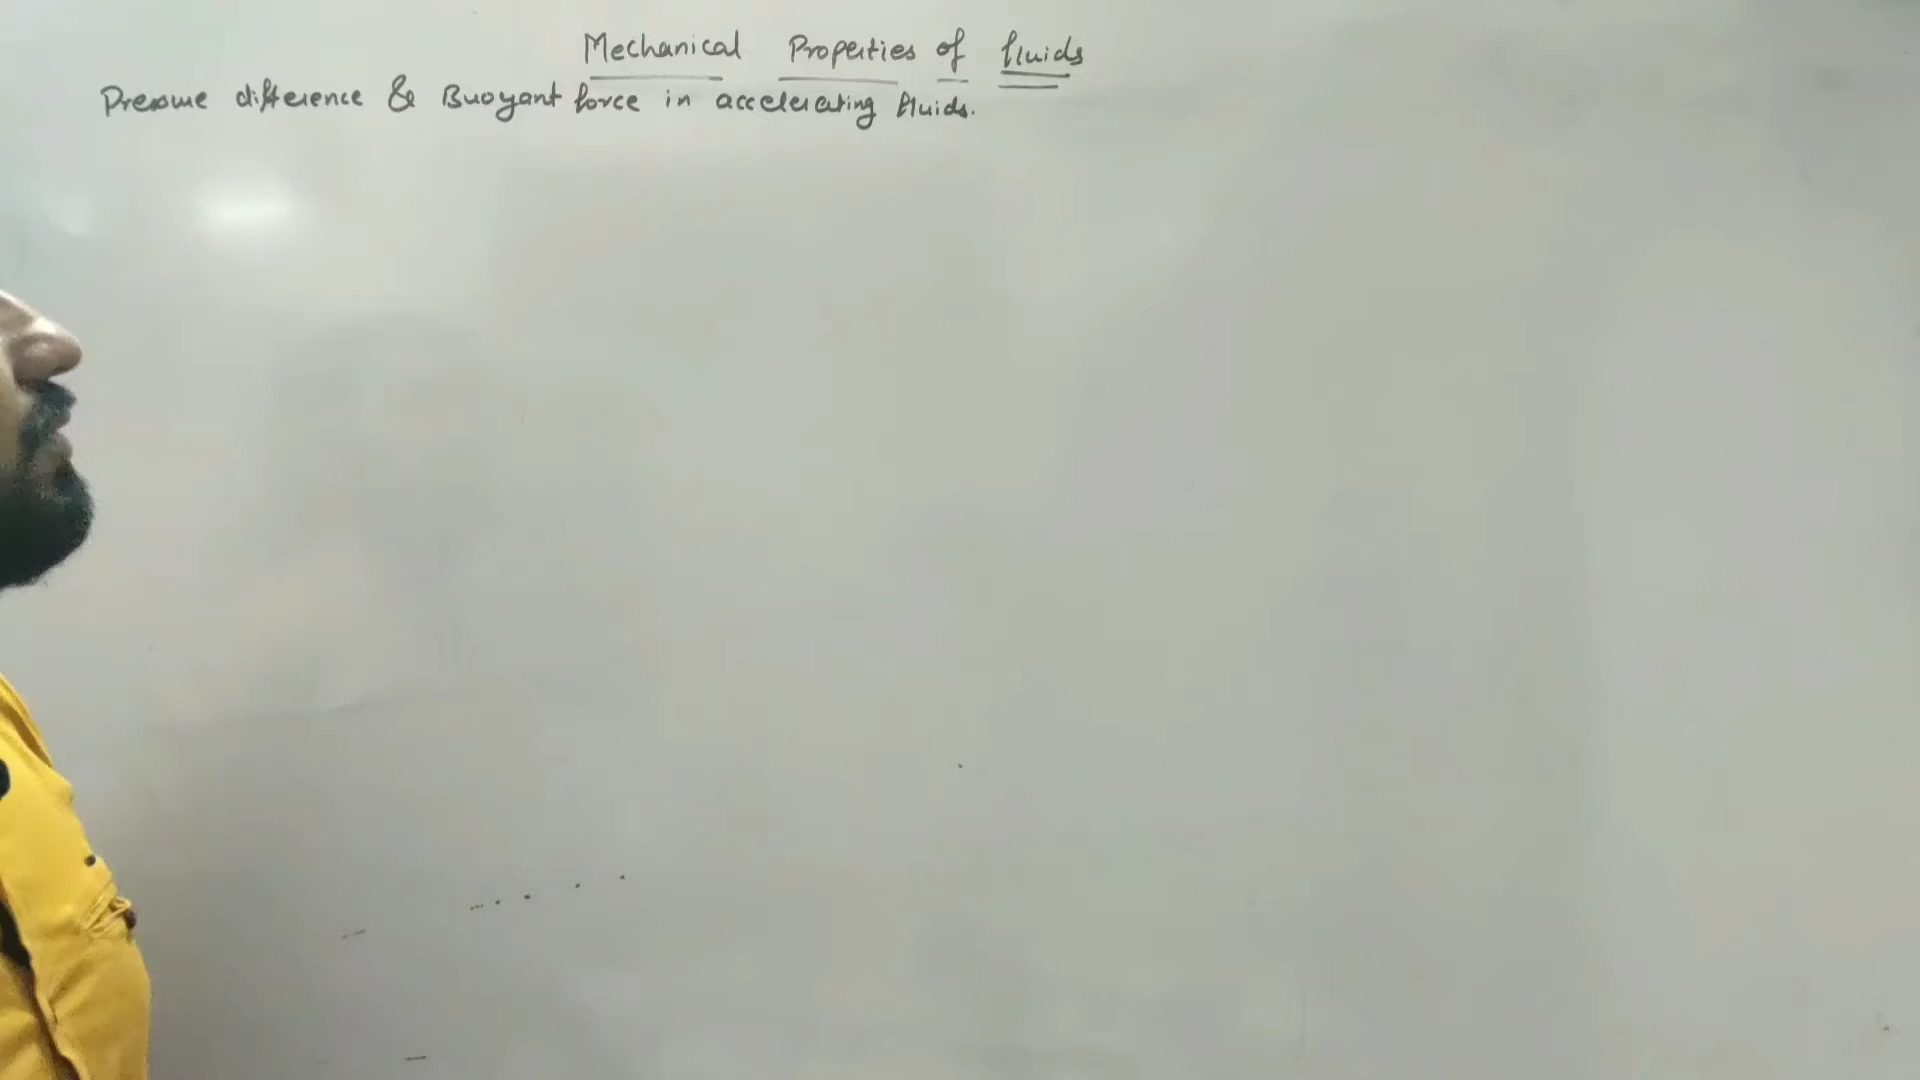 Mechanical Properties of fluids
Pressure difference & Buoyant force in accelerating fluids.